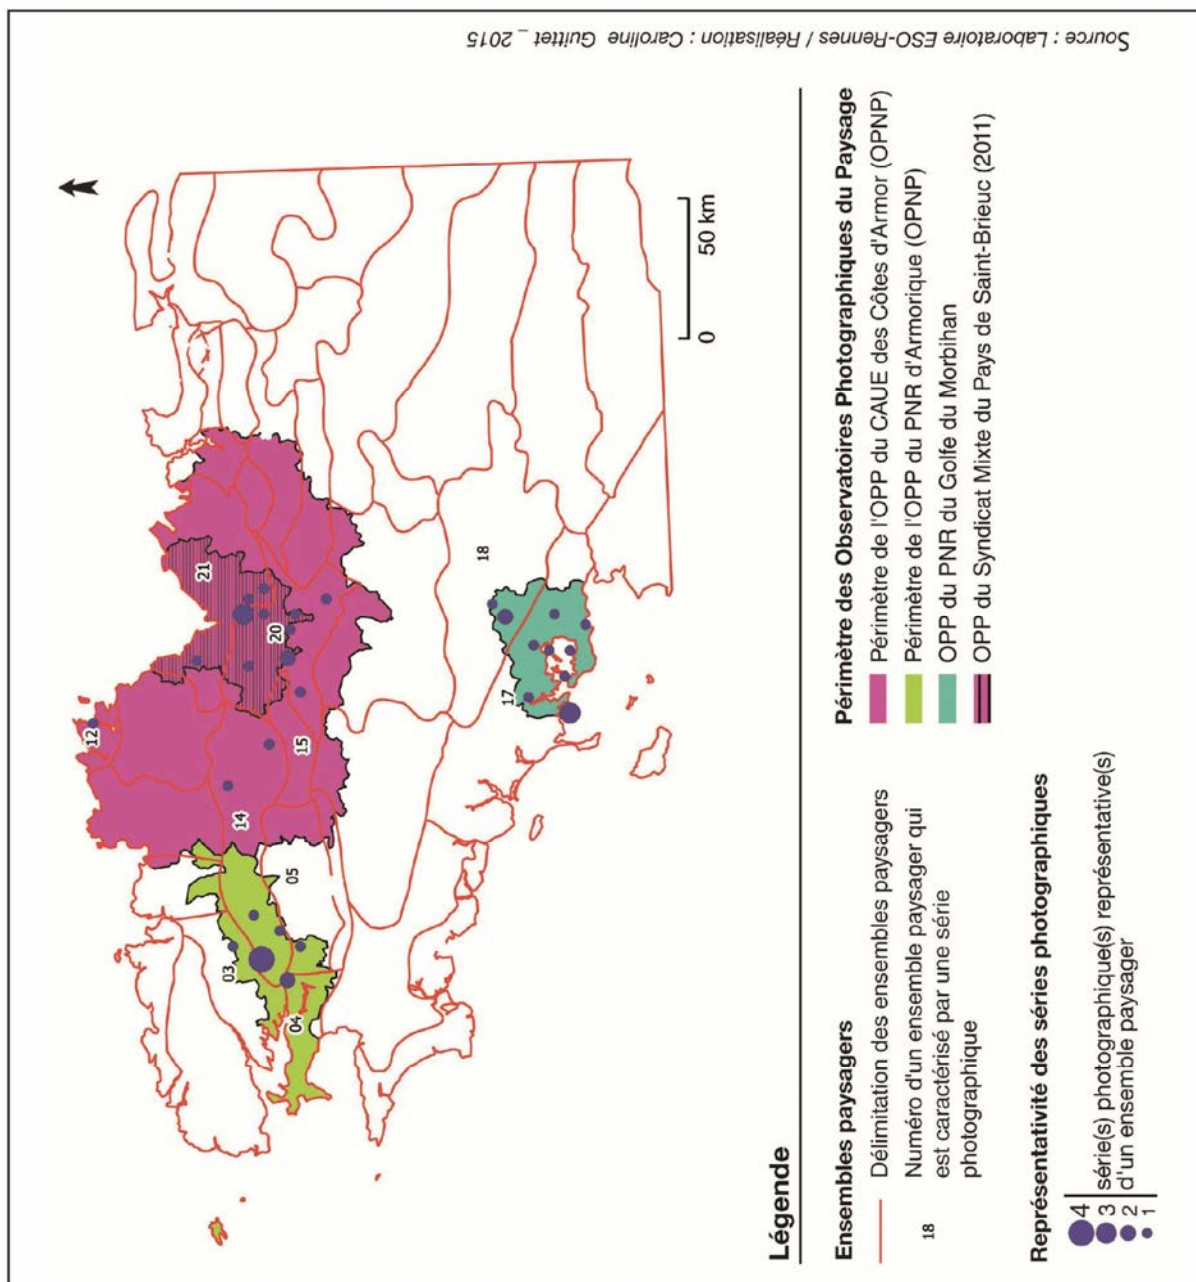 Source : Laboratoire ESO-Rennes / Réalisation : Caroline Guittet _ 2015
12
21
14
20
15
03
05
04
18
17
0
50 km
Légende
Ensembles paysagers
Délimitation des ensembles paysagers
18
Numéro d'un ensemble paysager qui
est caractérisé par une série
photographique
Représentativité des séries photographiques
4
3
2
1
série(s) photographique(s) représentative(s)
d'un ensemble paysager
Périmètre des Observatoires Photographiques du Paysage
Périmètre de l'OPP du CAUE des Côtes d'Armor (OPNP)
Périmètre de l'OPP du PNR d'Armorique (OPNP)
OPP du PNR du Golfe du Morbihan
OPP du Syndicat Mixte du Pays de Saint-Brieuc (2011)